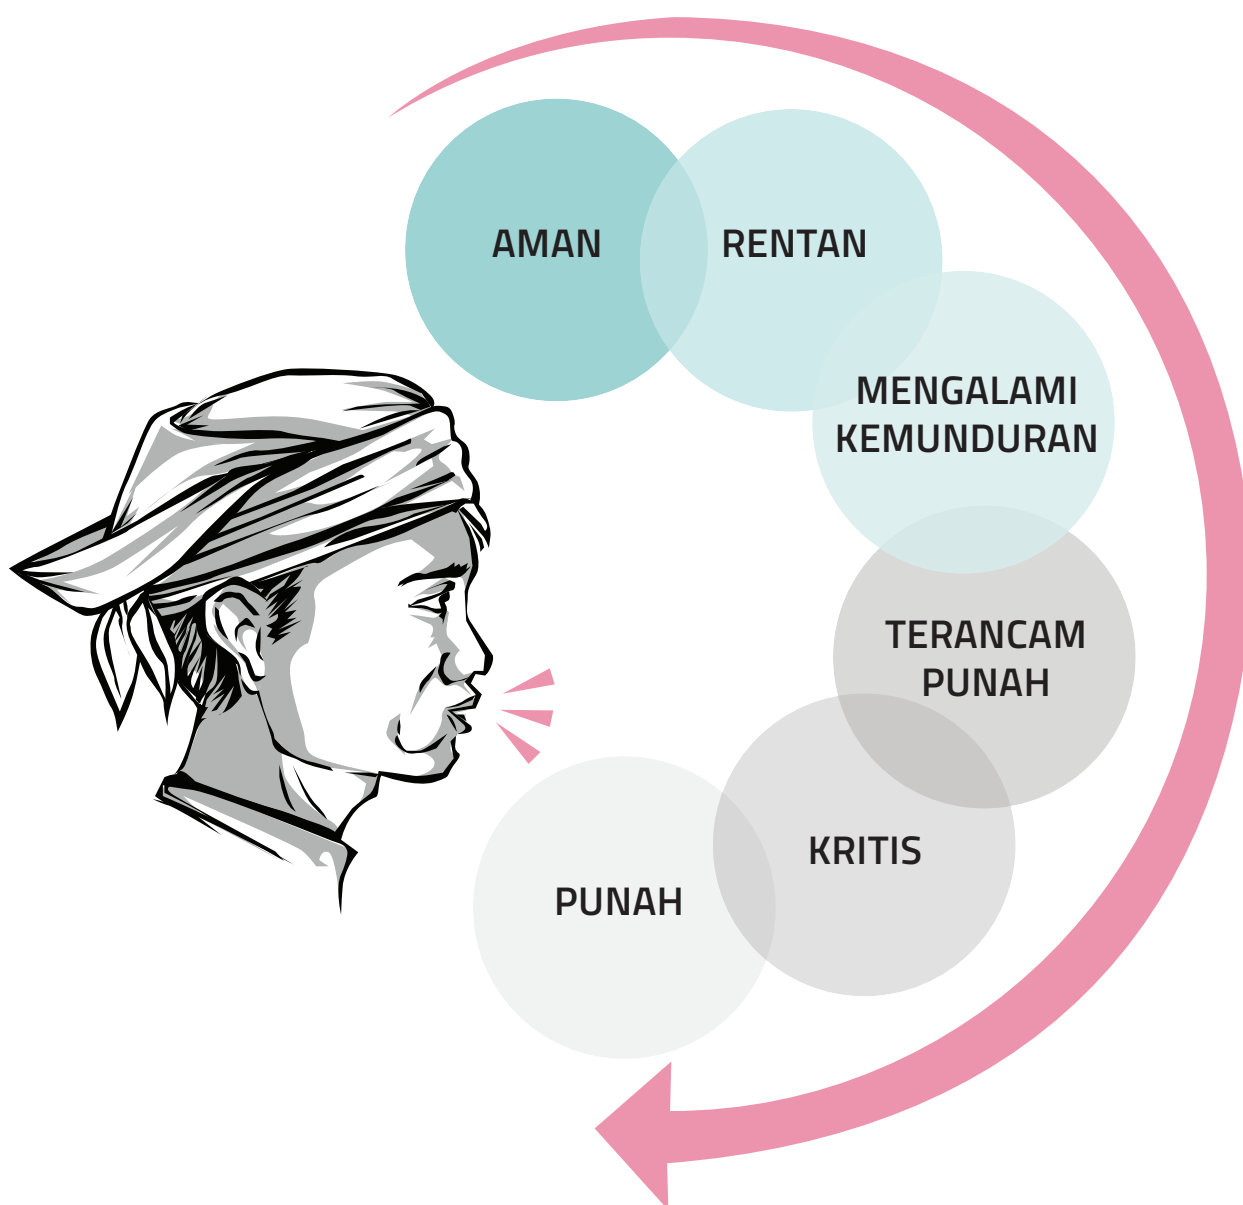 AMAN
RENTAN
MENGALAMI
KEMUNDURAN
TERANCAM
PUNAH
KRITIS
PUNAH